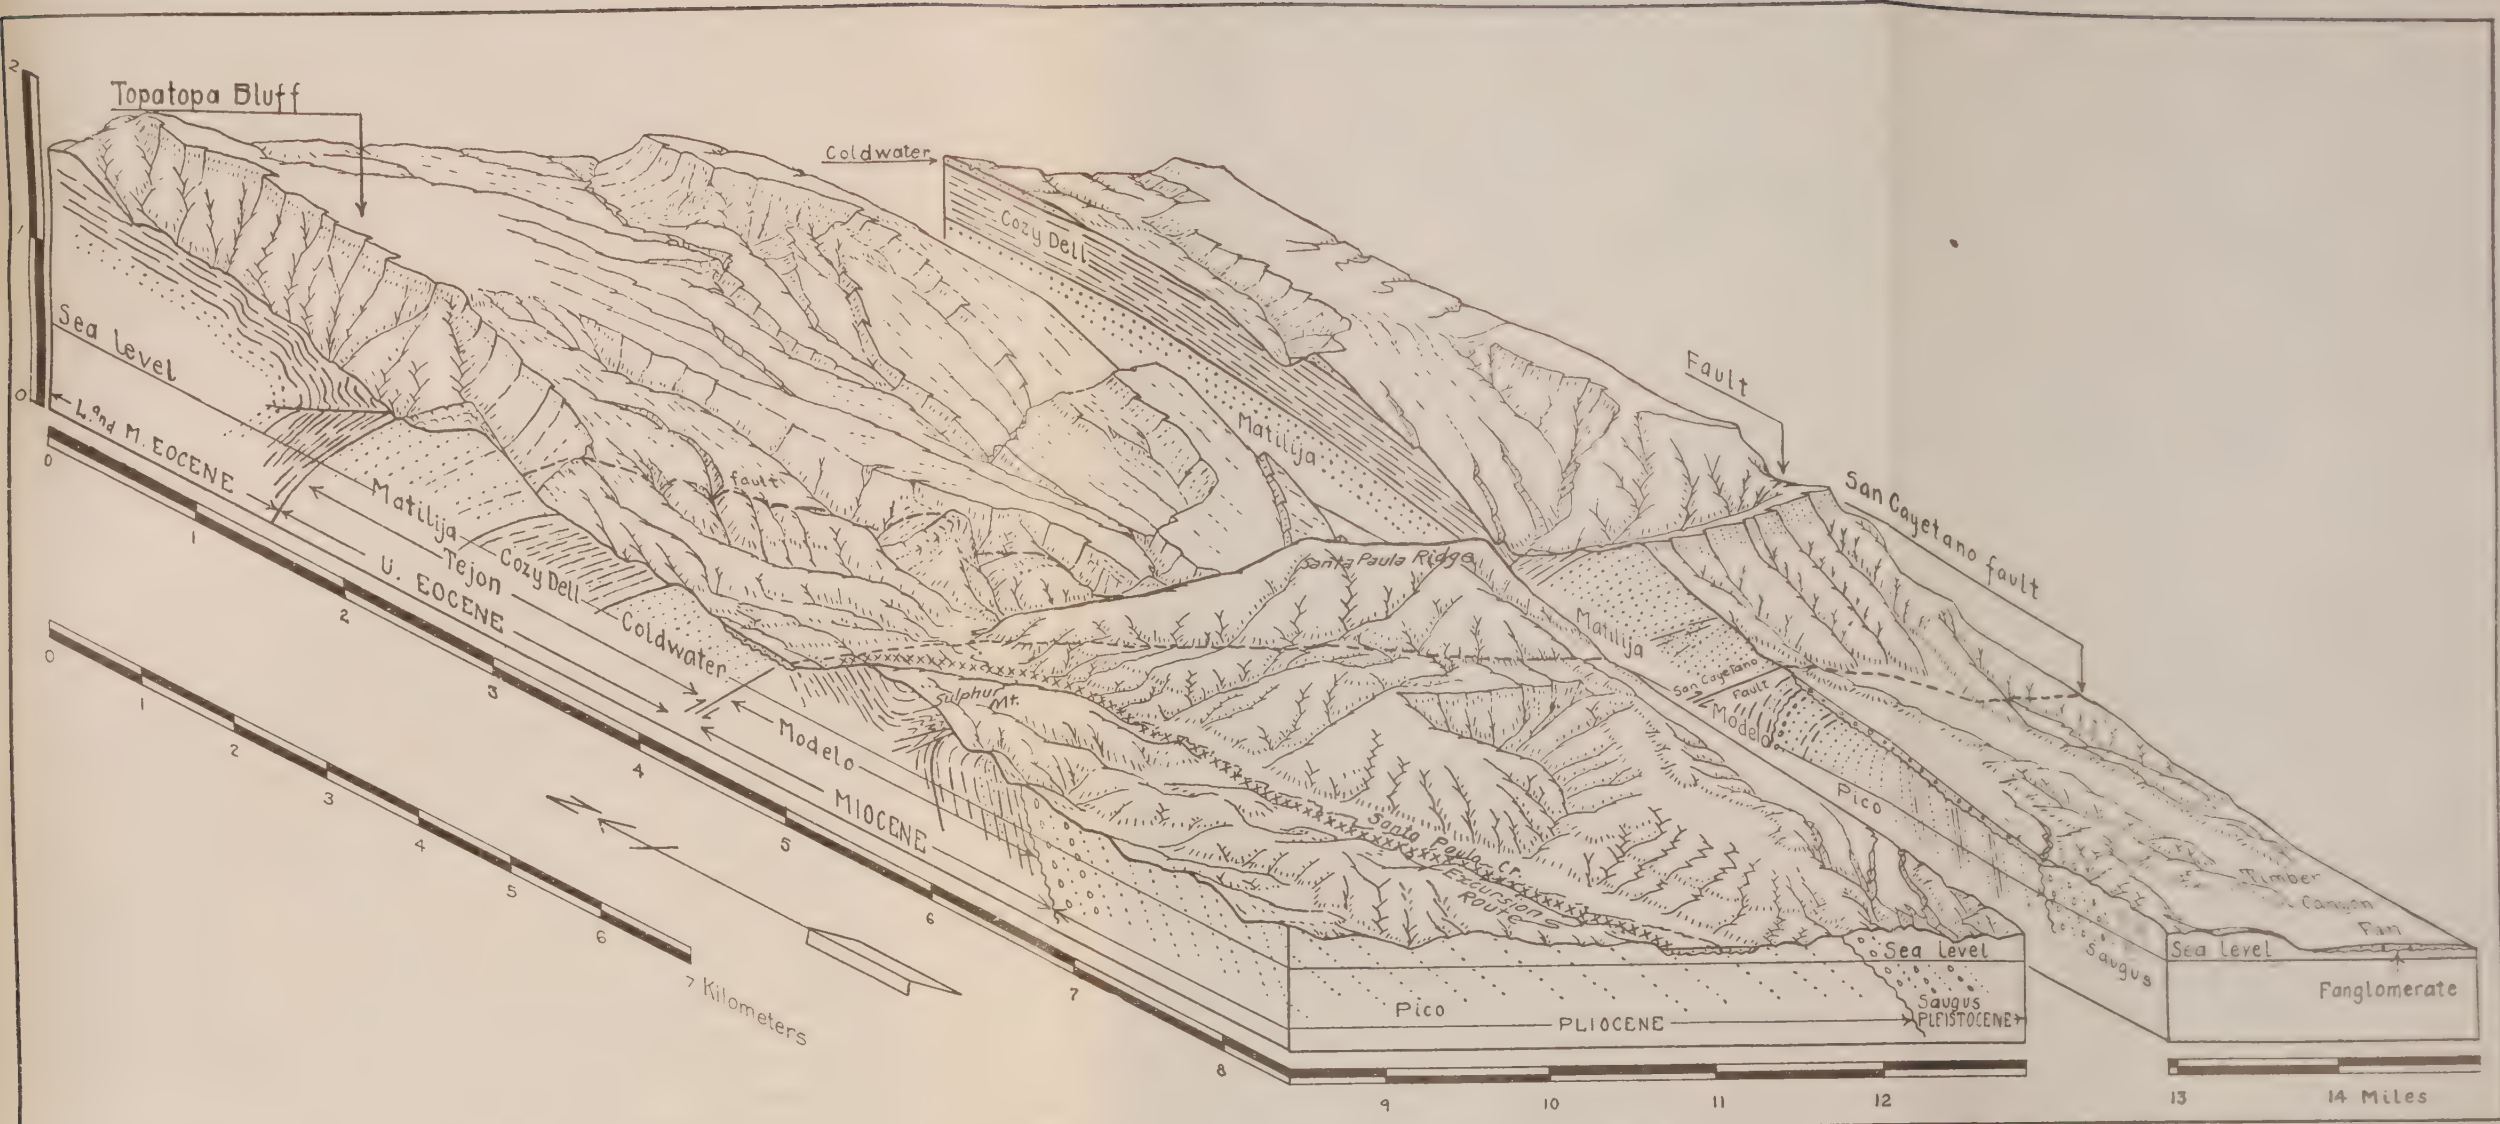 2
Topatopa Bluff
Coldwater
Cozy Dell
1
Sea level
Fault
0
L. and M. EOCENE
Matilija
fault
San Cayetano fault
0
Matilija
Tejon
Cozy Dell
U. EOCENE
Santa Paula Ridge
1
2
Coldwater
Matilija
San Cayetano
Fault
Sulphur
Mt.
3
Modelo
Modelo
0
1
2
3
4
5
6
7 Kilometers
4
MIOCENE
Pico
5
Santa Paula Cr.
Excursion
Route
Timber
Canyon
Fan
6
7
8
Sea level
Saugus
Sea level
Pico
Saugus
Fanglomerate
PLIOCENE
PLEISTOCENE
9
10
11
12
13
14 Miles